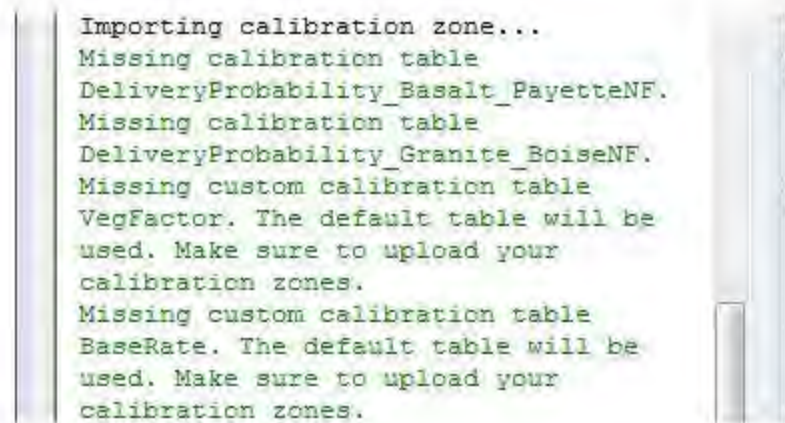 Importing calibration zone...
Missing calibration table
DeliveryProbability_Basalt_PayetteNF.
Missing calibration table
DeliveryProbability_Granite_BoiseNF.
Missing custom calibration table
VegFactor. The default table will be
used. Make sure to upload your
calibration zones.
Missing custom calibration table
BaseRate. The default table will be
used. Make sure to upload your
calibration zones.